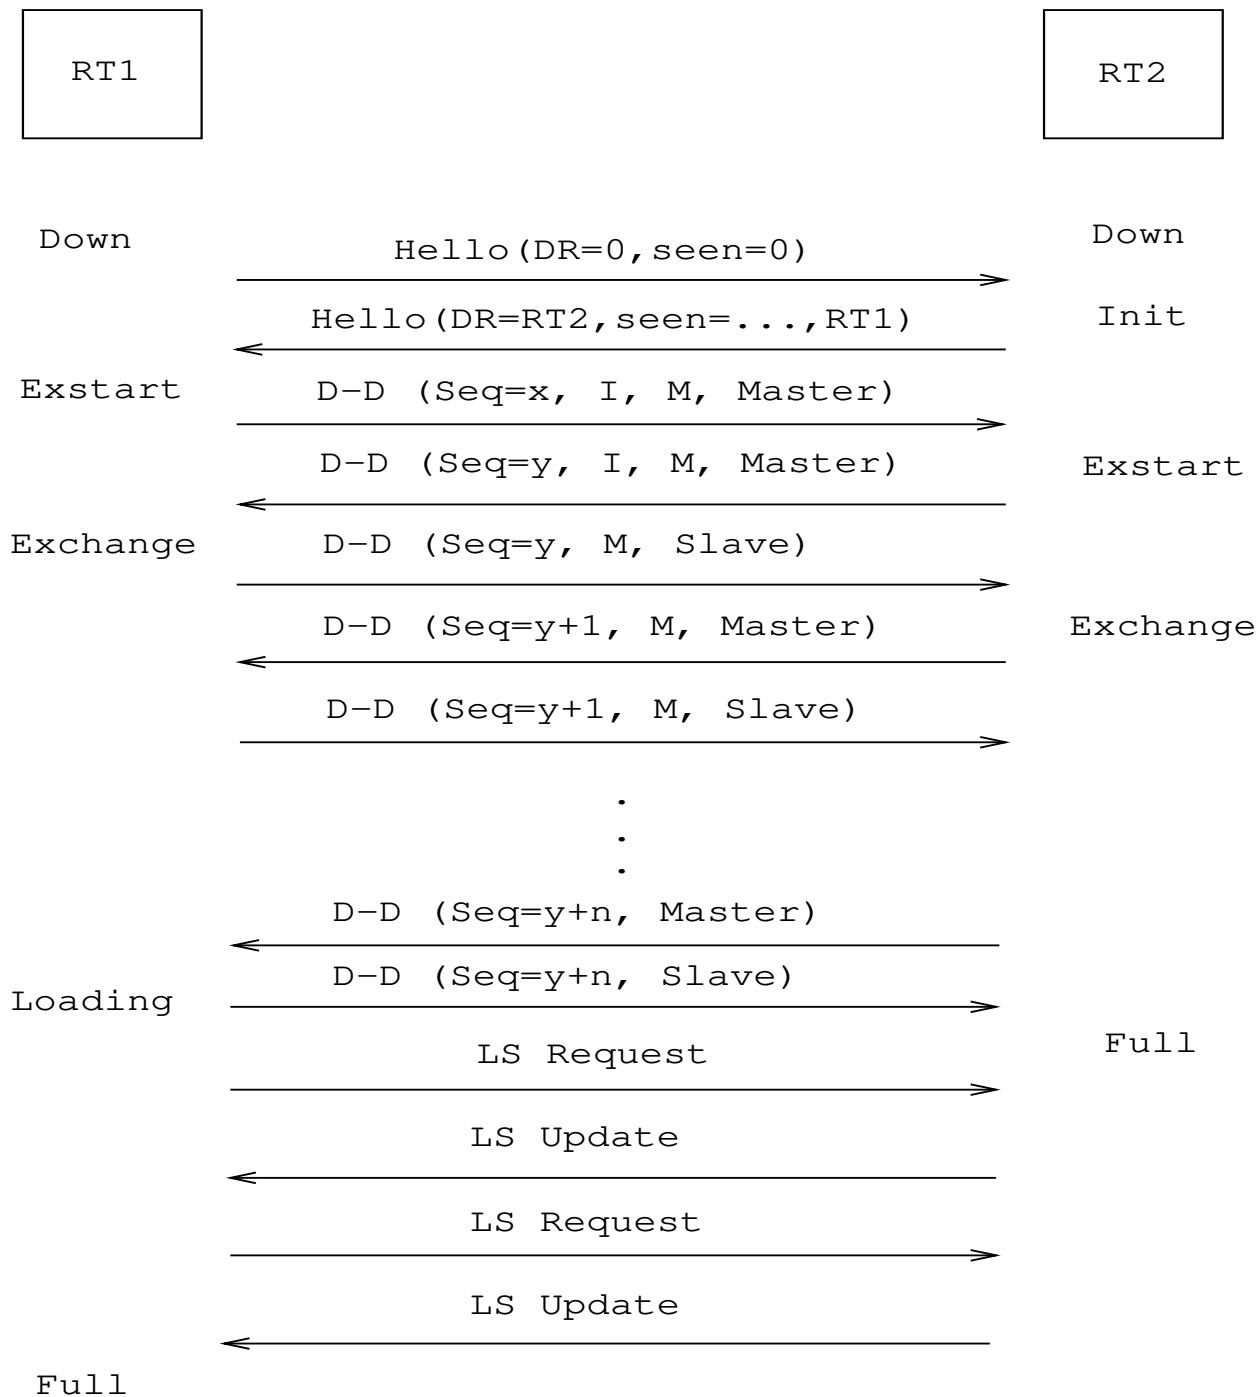 RT1
RT2
Down
Down
Hello(DR=0,seen=0)
Hello(DR=RT2,seen=...,RT1)
Init
Exstart
D-D (Seq=x, I, M, Master)
D-D (Seq=y, I, M, Master)
Exstart
Exchange
D-D (Seq=y, M, Slave)
D-D (Seq=y+1, M, Master)
Exchange
D-D (Seq=y+1, M, Slave)
.
.
.
D-D (Seq=y+n, Master)
D-D (Seq=y+n, Slave)
Loading
LS Request
Full
LS Update
LS Request
LS Update
Full